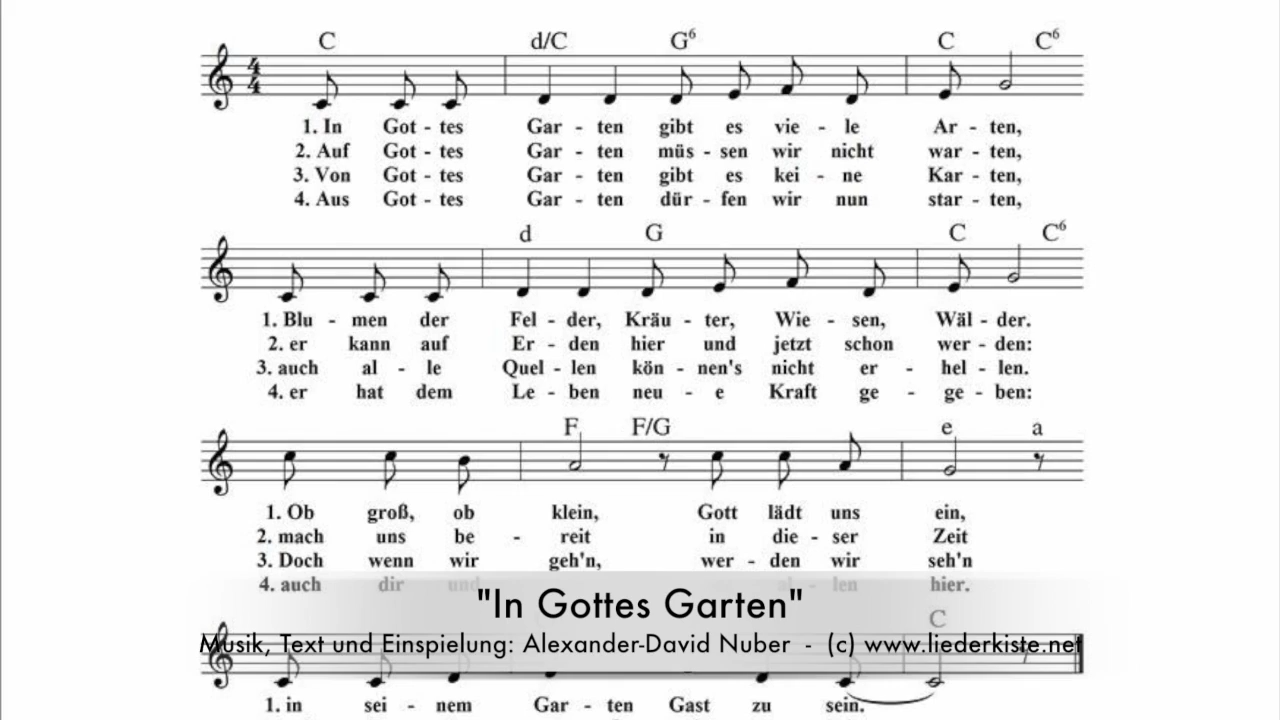 C d/C G6 C C6
1. In Got - tes Gar - ten gibt es vie - le Ar - ten,
2. Auf Got - tes Gar - ten müs - sen wir nicht war - ten,
3. Von Got - tes Gar - ten gibt es kei - ne Kar - ten,
4. Aus Got - tes Gar - ten dür - fen wir nun star - ten,
d G C C6
1. Blu - men der Fel - der, Kräu - ter, Wie - sen, Wäl - der.
2. er kann auf Er - den hier und jetzt schon wer - den:
3. auch al - le Quel - len kön - nen's nicht er - hel - len.
4. er hat dem Le - ben neu - e Kraft ge - ge - ben:
F F/G e a
1. Ob groß, ob klein, Gott lädt uns ein,
2. mach uns be - reit in die - ser Zeit
3. Doch wenn wir geh'n, wer - den wir seh'n
4. auch dir und len hier.
"In Gottes Garten"
C
Musik, Text und Einspielung: Alexander-David Nuber - (c) www.liederkiste.net
1. in sei - nem Gar - ten Gast zu sein.